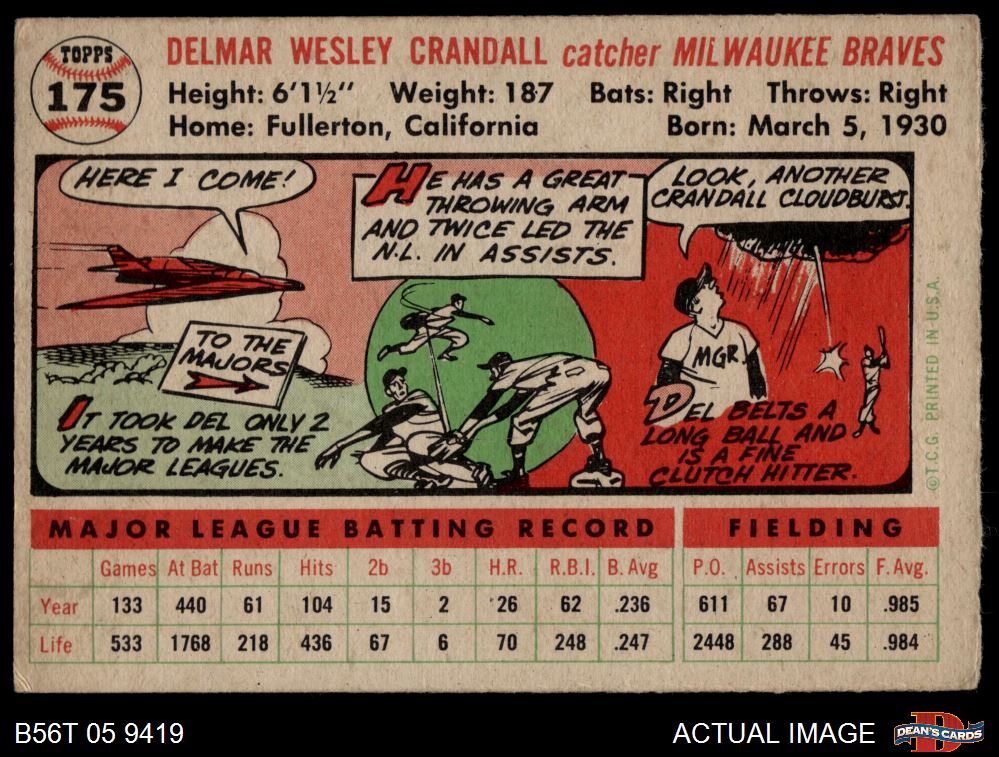 TOPPS
175
DELMAR WESLEY CRANDALL catcher MILWAUKEE BRAVES
Height: 6'1½" Weight: 187 Bats: Right Throws: Right
Home: Fullerton, California Born: March 5, 1930
HERE I COME!
TO THE
MAJORS
IT TOOK DEL ONLY 2
YEARS TO MAKE THE
MAJOR LEAGUES.
HE HAS A GREAT
THROWING ARM
AND TWICE LED THE
N.L. IN ASSISTS.
LOOK, ANOTHER
CRANDALL CLOUDBURST.
MGR.
DEL BELTS A
LONG BALL AND
IS A FINE
CLUTCH HITTER.
©T.C.G. PRINTED IN U.S.A.
MAJOR LEAGUE BATTING RECORD FIELDING
Games At Bat Runs Hits 2b 3b H.R. R.B.I. B. Avg P.O. Assists Errors F. Avg.
Year 133 440 61 104 15 2 26 62 .236 611 67 10 .985
Life 533 1768 218 436 67 6 70 248 .247 2448 288 45 .984
B56T 05 9419 ACTUAL IMAGE
D
DEAN'S CARDS